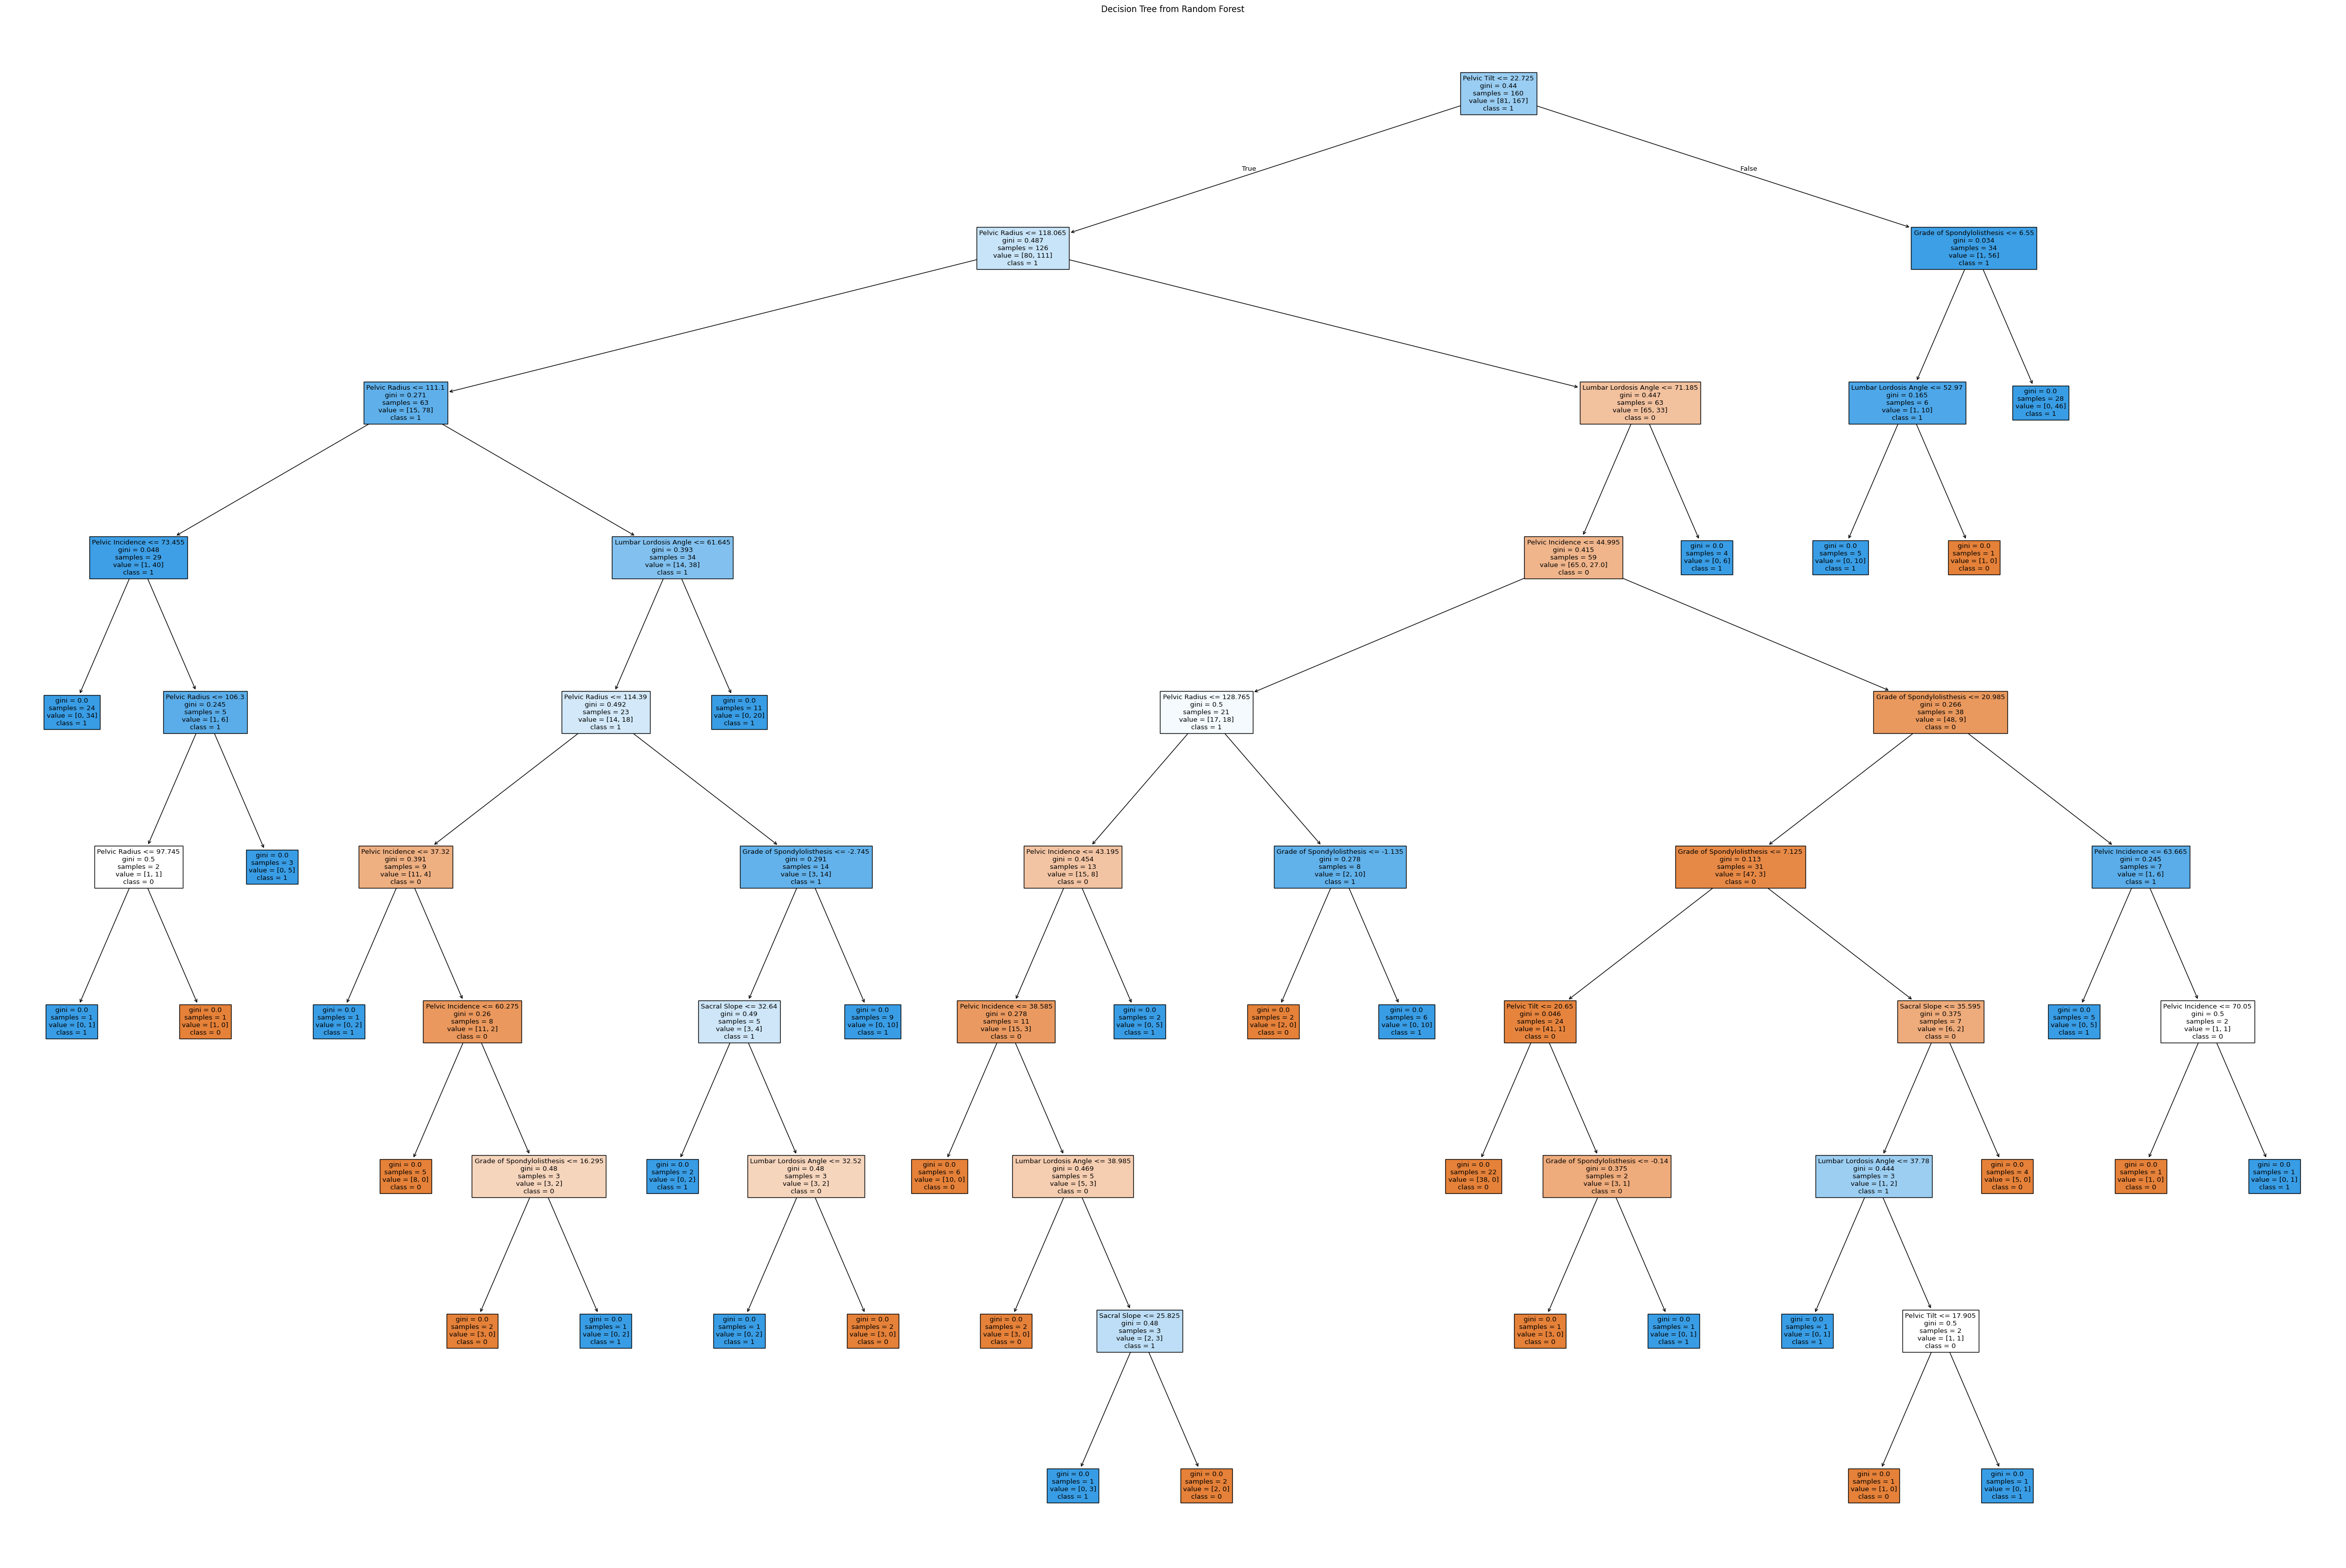 Decision Tree from Random Forest
Pelvic Tilt <= 22.725
gini = 0.44
samples = 160
value = [81, 167]
class = 1
True
False
Pelvic Radius <= 118.065
gini = 0.487
samples = 126
value = [80, 111]
class = 1
Grade of Spondylolisthesis <= 6.55
gini = 0.034
samples = 34
value = [1, 56]
class = 1
Pelvic Radius <= 111.1
gini = 0.271
samples = 63
value = [15, 78]
class = 1
Lumbar Lordosis Angle <= 71.185
gini = 0.447
samples = 63
value = [65, 33]
class = 0
Lumbar Lordosis Angle <= 52.97
gini = 0.165
samples = 6
value = [1, 10]
class = 1
gini = 0.0
samples = 28
value = [0, 46]
class = 1
Pelvic Incidence <= 73.455
gini = 0.048
samples = 29
value = [1, 40]
class = 1
Lumbar Lordosis Angle <= 61.645
gini = 0.393
samples = 34
value = [14, 38]
class = 1
Pelvic Incidence <= 44.995
gini = 0.415
samples = 59
value = [65.0, 27.0]
class = 0
gini = 0.0
samples = 4
value = [0, 6]
class = 1
gini = 0.0
samples = 5
value = [0, 10]
class = 1
gini = 0.0
samples = 1
value = [1, 0]
class = 0
gini = 0.0
samples = 24
value = [0, 34]
class = 1
Pelvic Radius <= 106.3
gini = 0.245
samples = 5
value = [1, 6]
class = 1
Pelvic Radius <= 114.39
gini = 0.492
samples = 23
value = [14, 18]
class = 1
gini = 0.0
samples = 11
value = [0, 20]
class = 1
Pelvic Radius <= 128.765
gini = 0.5
samples = 21
value = [17, 18]
class = 1
Grade of Spondylolisthesis <= 20.985
gini = 0.266
samples = 38
value = [48, 9]
class = 0
Pelvic Radius <= 97.745
gini = 0.5
samples = 2
value = [1, 1]
class = 0
gini = 0.0
samples = 3
value = [0, 5]
class = 1
Pelvic Incidence <= 37.32
gini = 0.391
samples = 9
value = [11, 4]
class = 0
Grade of Spondylolisthesis <= -2.745
gini = 0.291
samples = 14
value = [3, 14]
class = 1
Pelvic Incidence <= 43.195
gini = 0.454
samples = 13
value = [15, 8]
class = 0
Grade of Spondylolisthesis <= -1.135
gini = 0.278
samples = 8
value = [2, 10]
class = 1
Grade of Spondylolisthesis <= 7.125
gini = 0.113
samples = 31
value = [47, 3]
class = 0
Pelvic Incidence <= 63.665
gini = 0.245
samples = 7
value = [1, 6]
class = 1
gini = 0.0
samples = 1
value = [0, 1]
class = 1
gini = 0.0
samples = 1
value = [1, 0]
class = 0
gini = 0.0
samples = 1
value = [0, 2]
class = 1
Pelvic Incidence <= 60.275
gini = 0.26
samples = 8
value = [11, 2]
class = 0
Sacral Slope <= 32.64
gini = 0.49
samples = 5
value = [3, 4]
class = 1
gini = 0.0
samples = 9
value = [0, 10]
class = 1
Pelvic Incidence <= 38.585
gini = 0.278
samples = 11
value = [15, 3]
class = 0
gini = 0.0
samples = 2
value = [0, 5]
class = 1
gini = 0.0
samples = 2
value = [2, 0]
class = 0
gini = 0.0
samples = 6
value = [0, 10]
class = 1
Pelvic Tilt <= 20.65
gini = 0.046
samples = 24
value = [41, 1]
class = 0
Sacral Slope <= 35.595
gini = 0.375
samples = 7
value = [6, 2]
class = 0
gini = 0.0
samples = 5
value = [0, 5]
class = 1
Pelvic Incidence <= 70.05
gini = 0.5
samples = 2
value = [1, 1]
class = 0
gini = 0.0
samples = 5
value = [8, 0]
class = 0
Grade of Spondylolisthesis <= 16.295
gini = 0.48
samples = 3
value = [3, 2]
class = 0
gini = 0.0
samples = 2
value = [0, 2]
class = 1
Lumbar Lordosis Angle <= 32.52
gini = 0.48
samples = 3
value = [3, 2]
class = 0
gini = 0.0
samples = 6
value = [10, 0]
class = 0
Lumbar Lordosis Angle <= 38.985
gini = 0.469
samples = 5
value = [5, 3]
class = 0
gini = 0.0
samples = 22
value = [38, 0]
class = 0
Grade of Spondylolisthesis <= -0.14
gini = 0.375
samples = 2
value = [3, 1]
class = 0
Lumbar Lordosis Angle <= 37.78
gini = 0.444
samples = 3
value = [1, 2]
class = 1
gini = 0.0
samples = 4
value = [5, 0]
class = 0
gini = 0.0
samples = 1
value = [1, 0]
class = 0
gini = 0.0
samples = 1
value = [0, 1]
class = 1
gini = 0.0
samples = 2
value = [3, 0]
class = 0
gini = 0.0
samples = 1
value = [0, 2]
class = 1
gini = 0.0
samples = 1
value = [0, 2]
class = 1
gini = 0.0
samples = 2
value = [3, 0]
class = 0
gini = 0.0
samples = 2
value = [3, 0]
class = 0
Sacral Slope <= 25.825
gini = 0.48
samples = 3
value = [2, 3]
class = 1
gini = 0.0
samples = 1
value = [3, 0]
class = 0
gini = 0.0
samples = 1
value = [0, 1]
class = 1
gini = 0.0
samples = 1
value = [0, 1]
class = 1
Pelvic Tilt <= 17.905
gini = 0.5
samples = 2
value = [1, 1]
class = 0
gini = 0.0
samples = 1
value = [0, 3]
class = 1
gini = 0.0
samples = 2
value = [2, 0]
class = 0
gini = 0.0
samples = 1
value = [1, 0]
class = 0
gini = 0.0
samples = 1
value = [0, 1]
class = 1